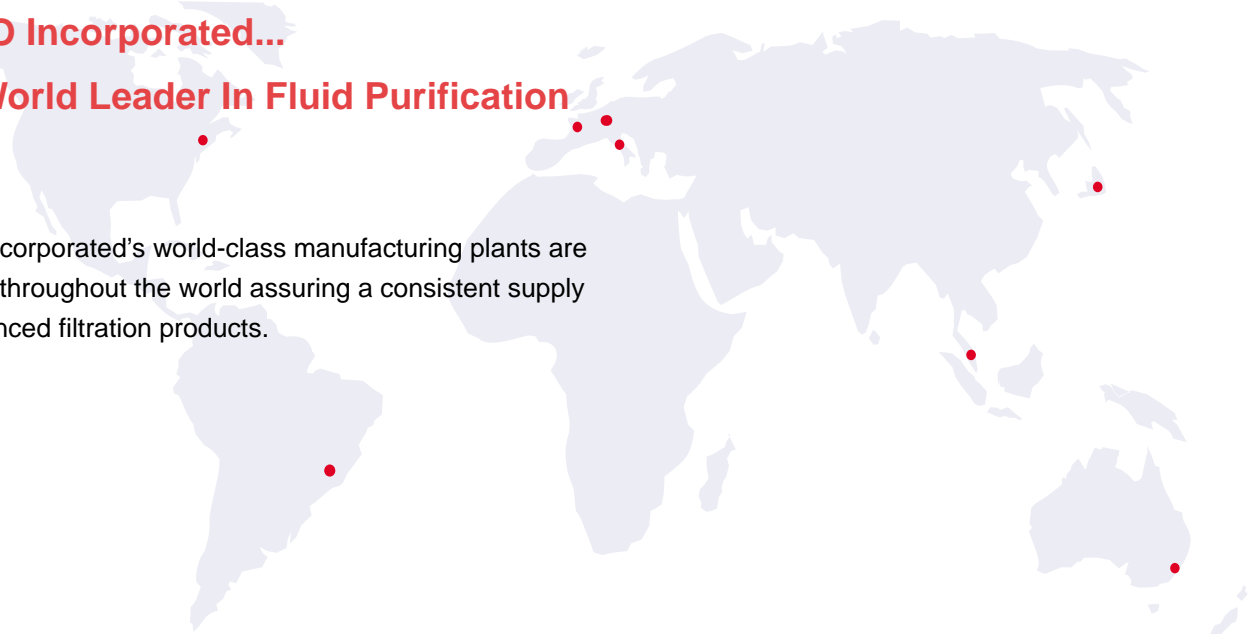 Incorporated...
World Leader In Fluid Purification
corporated’s world-class manufacturing plants are
throughout the world assuring a consistent supply
nced filtration products.